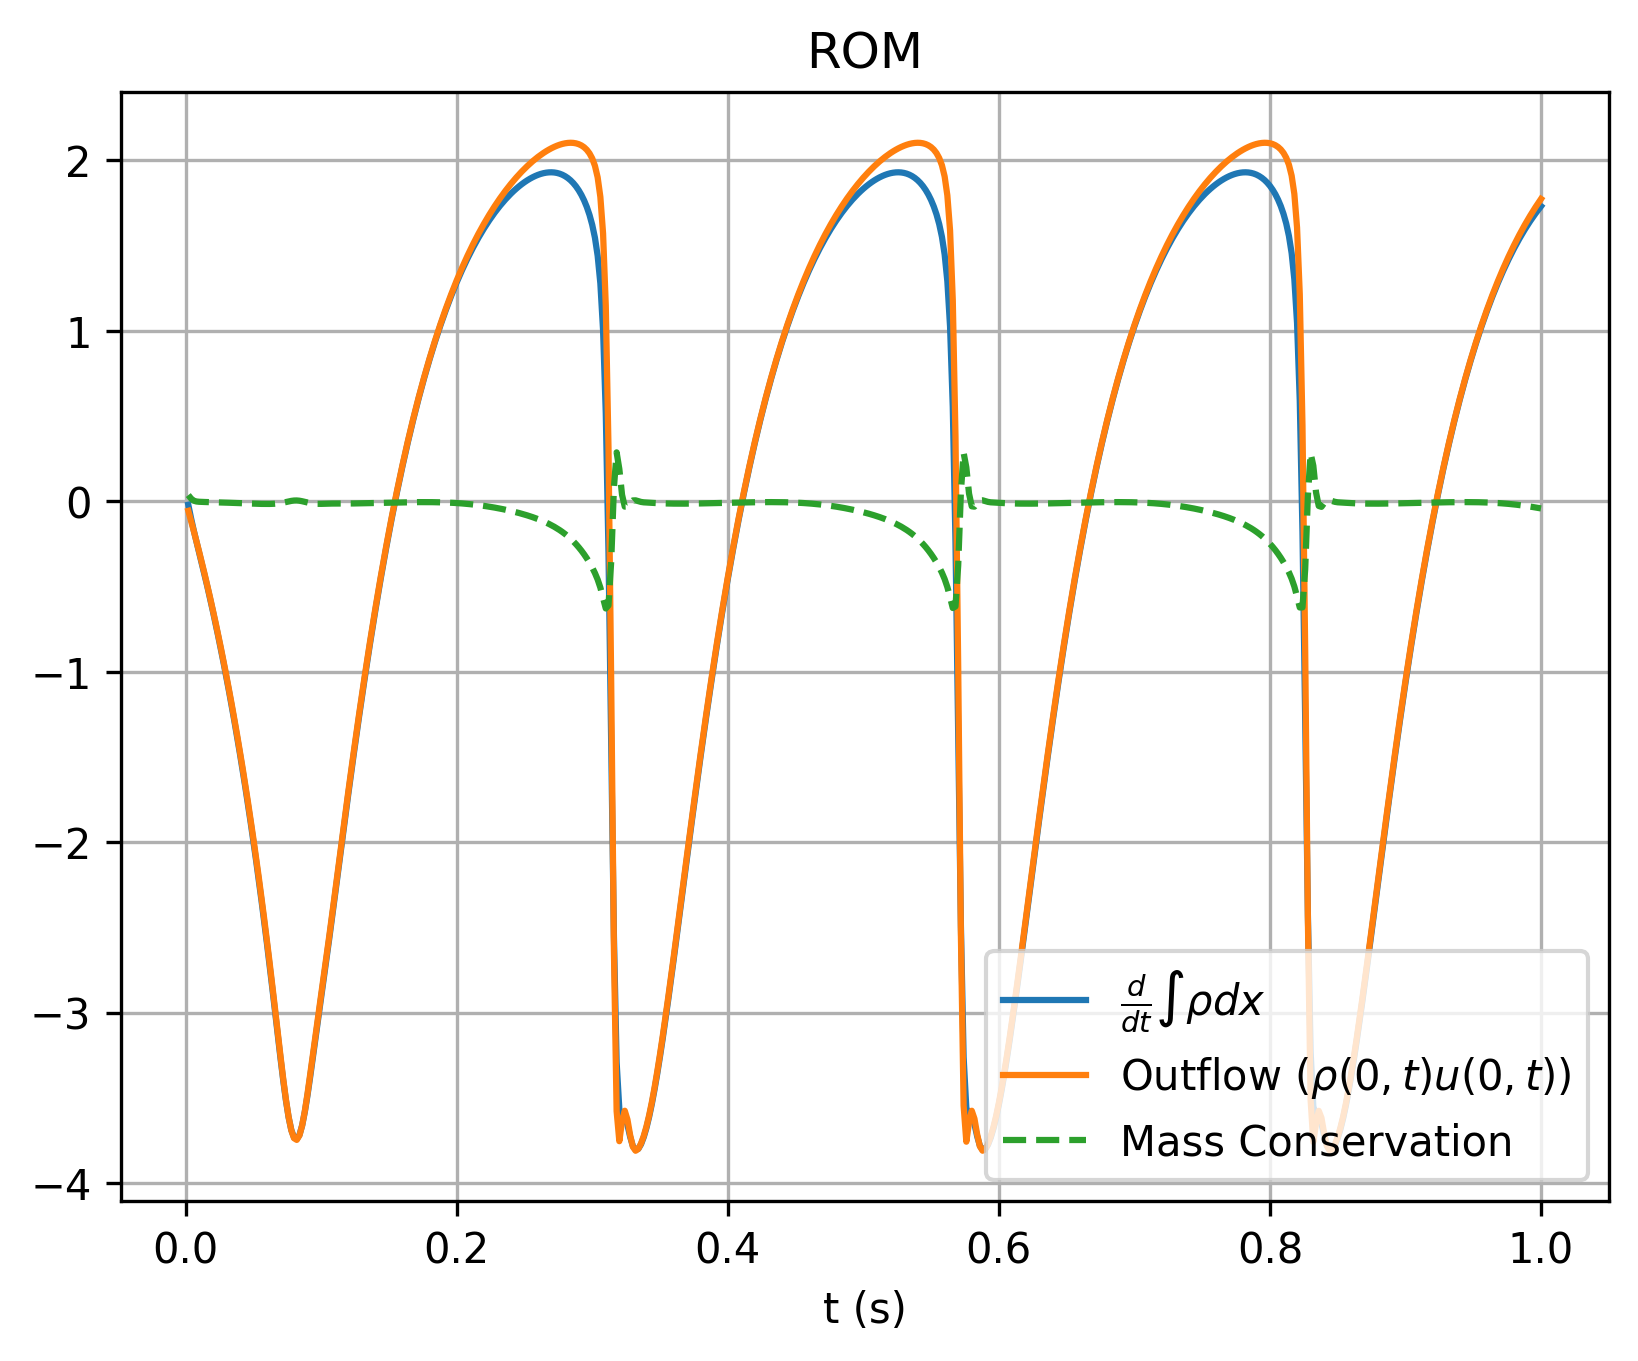 ROM
2
1
0
−1
−2
−3
−4
d/dt ∫ρdx
Outflow (ρ(0, t)u(0, t))
Mass Conservation
0.0 0.2 0.4 0.6 0.8 1.0
t (s)